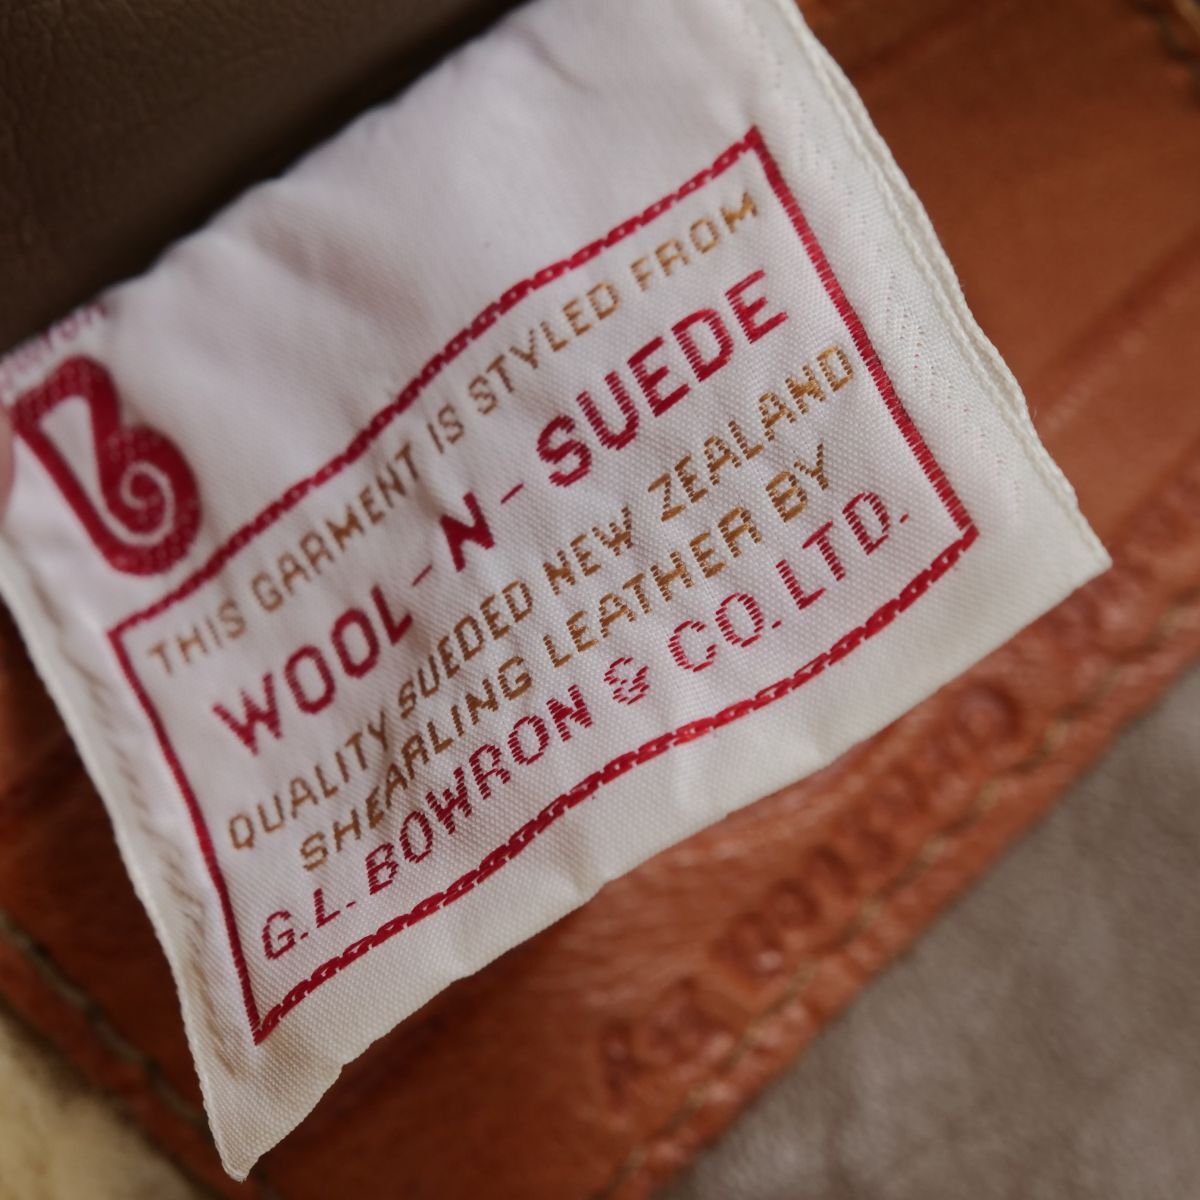 THIS GARMENT IS STYLED FROM
WOOL-N-SUEDE
QUALITY SUEDED NEW ZEALAND
SHEARLING LEATHER BY
G.L. BOWRON & CO. LTD.